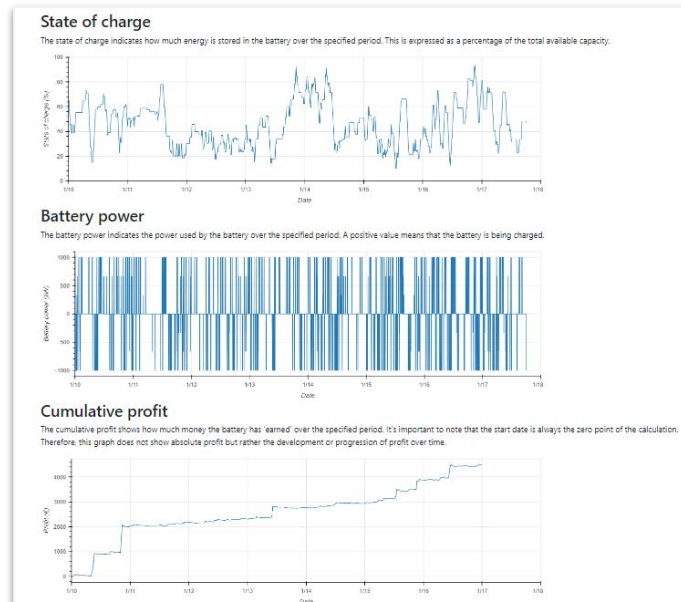 State of charge
The state of charge indicates how much energy is stored in the battery over the specified period. This is expressed as a percentage of the total available capacity.
State of charge (%)
100
80
60
40
20
0
1/10 1/11 1/12 1/13 1/14 1/15 1/16 1/17 1/18
Date
Battery power
The battery power indicates the power used by the battery over the specified period. A positive value means that the battery is being charged.
Battery power (kW)
1000
500
0
-500
-1000
1/10 1/11 1/12 1/13 1/14 1/15 1/16 1/17 1/18
Date
Cumulative profit
The cumulative profit shows how much money the battery has 'earned' over the specified period. It's important to note that the start date is always the zero point of the calculation.
Therefore, this graph does not show absolute profit but rather the development or progression of profit over time.
Profit (€)
4000
3000
2000
1000
0
1/10 1/11 1/12 1/13 1/14 1/15 1/16 1/17 1/18
Date